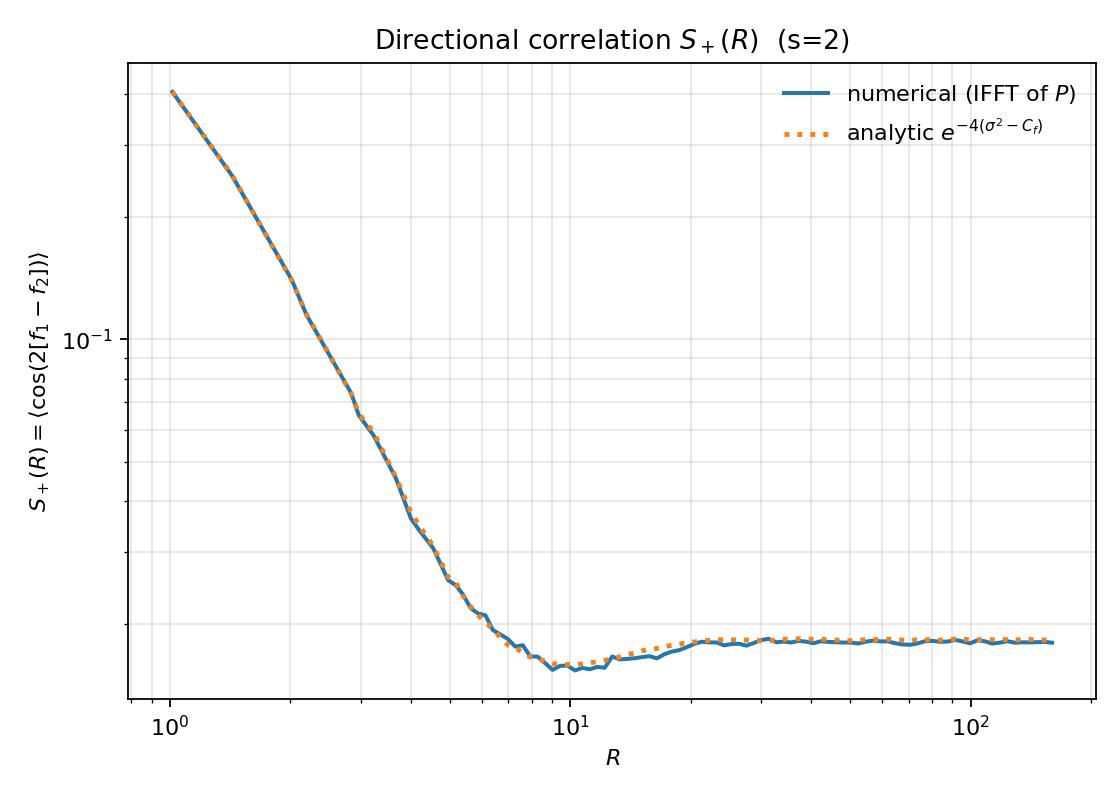 Directional correlation S₊(R) (s=2)
numerical (IFFT of P)
analytic e^{−4(σ²−C_f)}
S₊(R) = ⟨cos(2[f₁ − f₂])⟩
10⁻¹
10⁰ 10¹ 10²
R